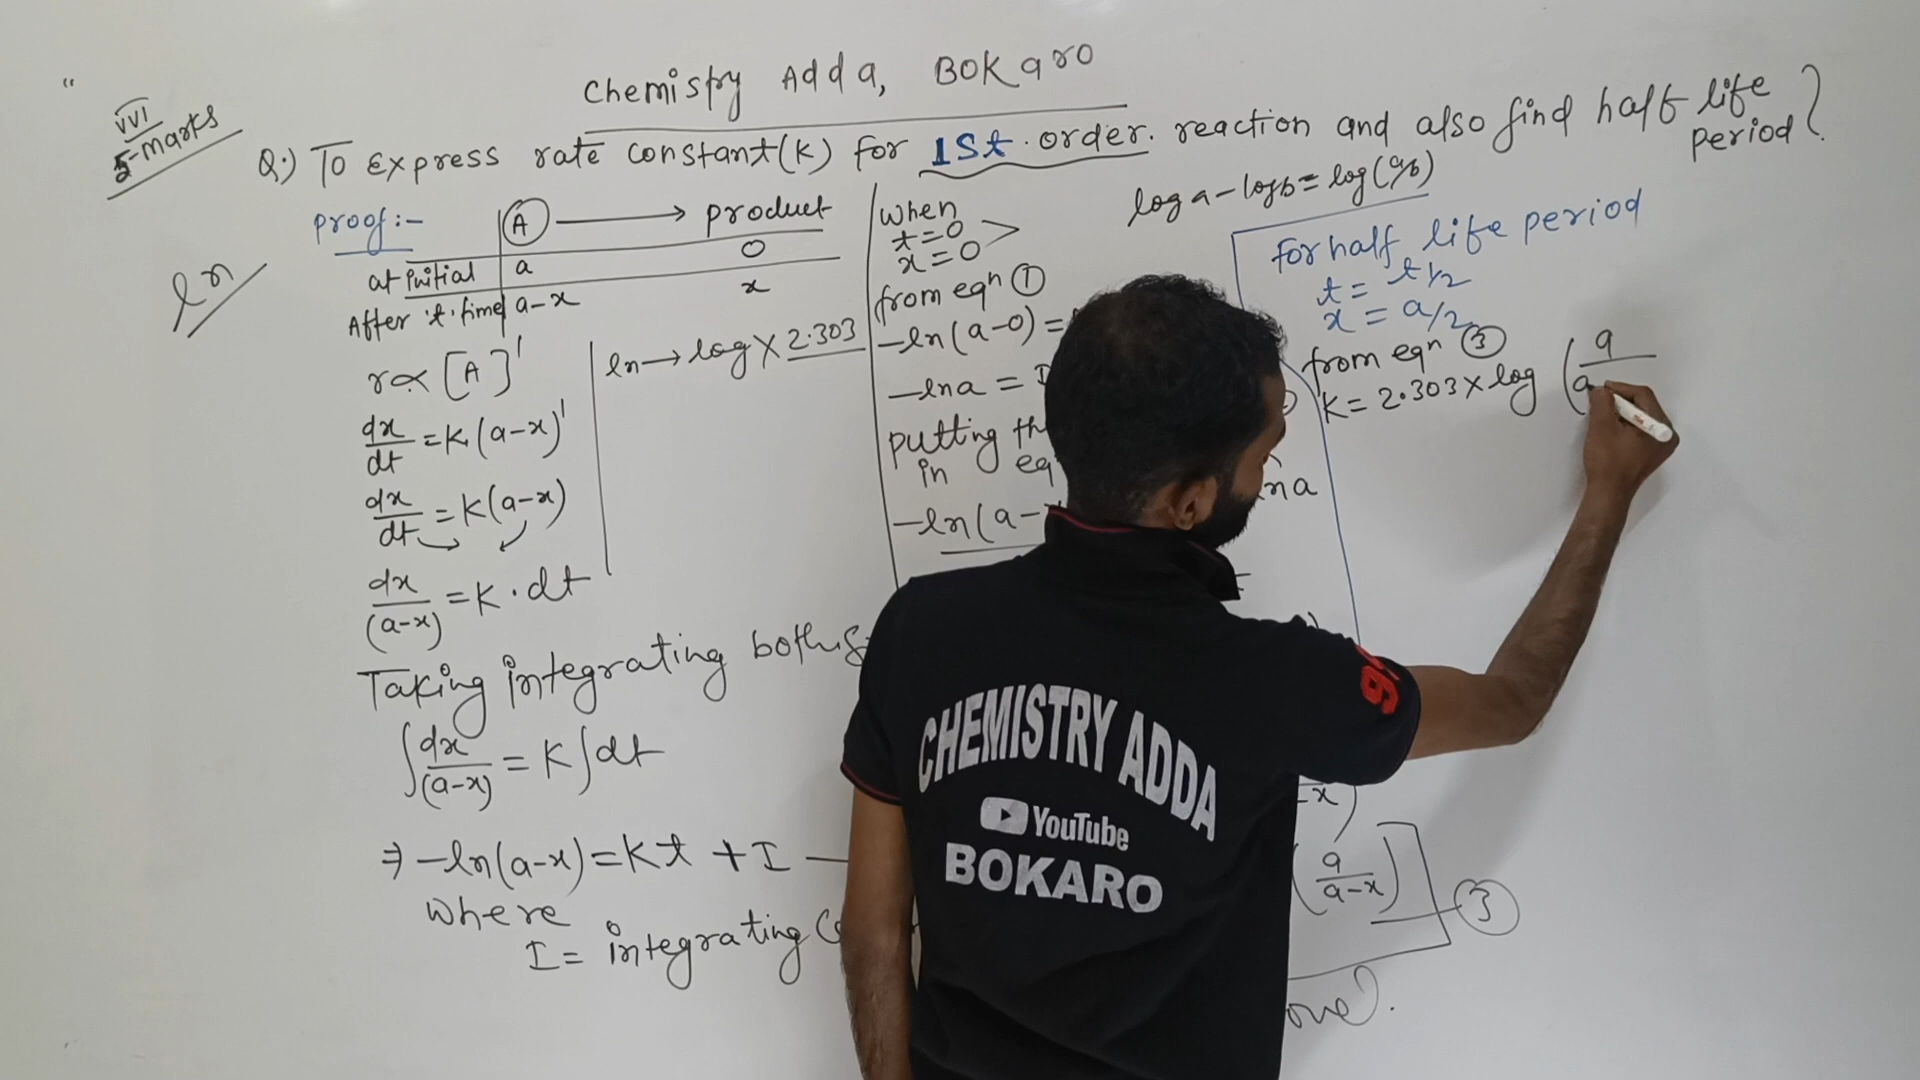 Chemistry Adda, BOKaro
VVI
5-marks
Q.) To Express rate constant(K) for 1st. order. reaction and also find half life period?
proof:-
A → product
at initial a 0
After 't' time a-x x
ln
r∝[A]¹
ln→log×2.303
dx/dt=K(a-x)¹
dx/dt=K(a-x)
dx/(a-x)=K·dt
Taking integrating both
∫dx/(a-x)=K∫dt
⇒-ln(a-x)=Kt+I
where
I= integrating
when
t=0
x=0
from eqn ①
-ln(a-0)=
-lna=
putting
in
-ln(a-
na
-x)
(a/a-x)
③
log a-log b=log(a/b)
For half life period
t=t1/2
x=a/2
from eqn ③
K=2.303×log (a/a
CHEMISTRY ADDA
YouTube
BOKARO